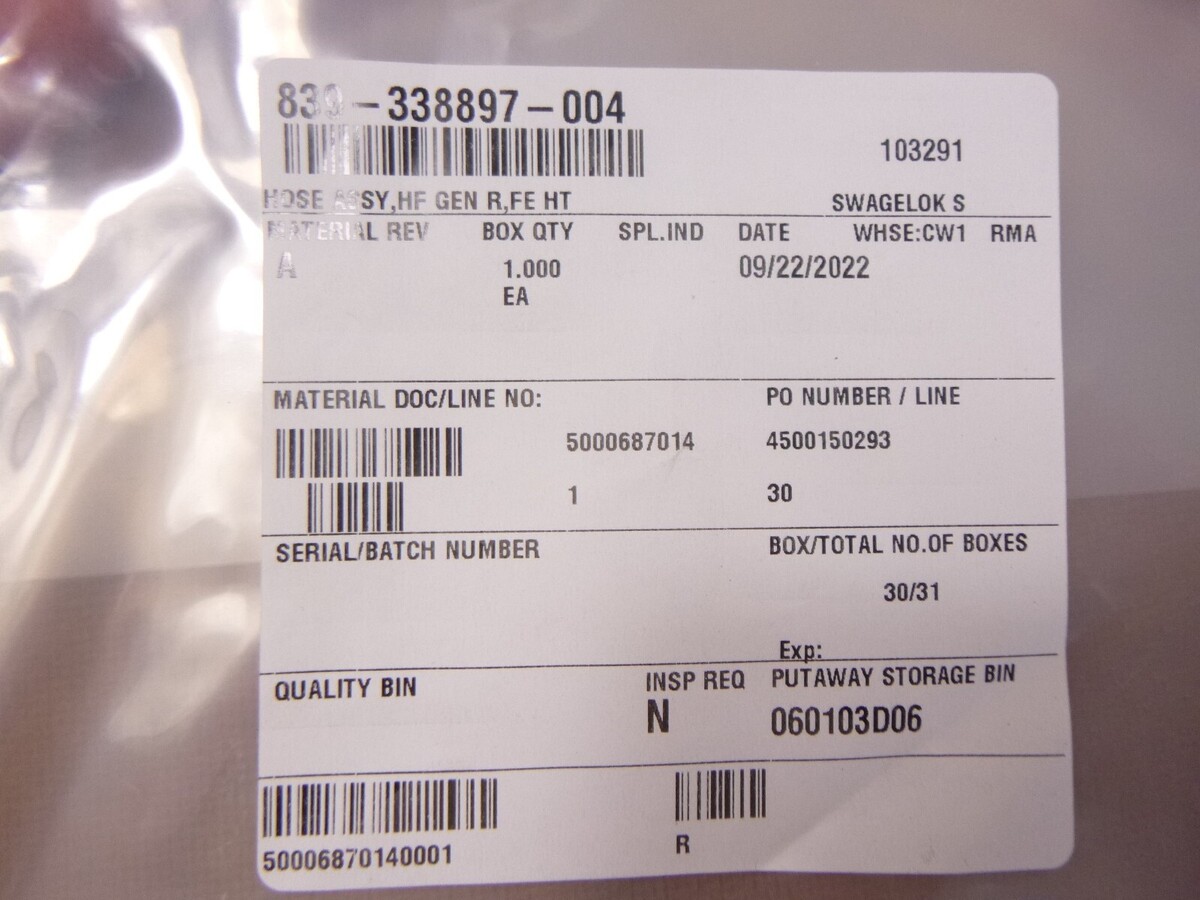 839-338897-004
103291
HOSE ASSY,HF GEN R,FE HT SWAGELOK S
MATERIAL REV BOX QTY SPL.IND DATE WHSE:CW1 RMA
A 1.000 09/22/2022
EA
MATERIAL DOC/LINE NO: PO NUMBER / LINE
5000687014 4500150293
1 30
SERIAL/BATCH NUMBER BOX/TOTAL NO.OF BOXES
30/31
Exp:
QUALITY BIN INSP REQ PUTAWAY STORAGE BIN
N 060103D06
50006870140001 R